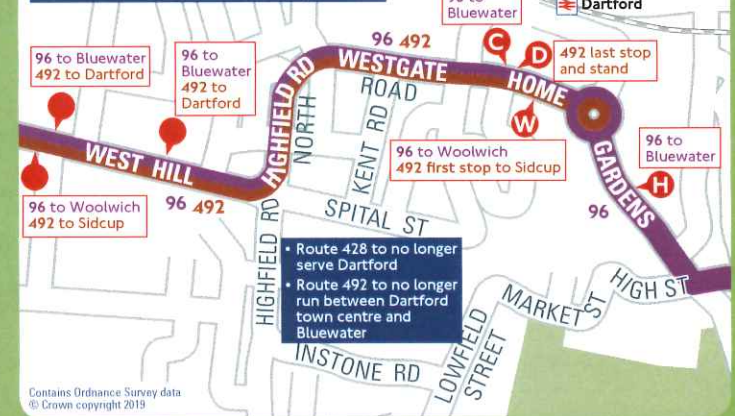 Bluewater
Dartford
96 to Bluewater
492 to Dartford
96 to
Bluewater
492 to
Dartford
96 492
C
D
492 last stop
and stand
WESTGATE
ROAD
HOME
GARDENS
W
HIGHFIELD RD
NORTH
KENT RD
96 to Woolwich
492 first stop to Sidcup
96 to
Bluewater
H
96
WEST HILL
96 492
96 to Woolwich
492 to Sidcup
SPITAL ST
HIGHFIELD RD
• Route 428 to no longer
serve Dartford
• Route 492 to no longer
run between Dartford
town centre and
Bluewater
HIGH ST
MARKET ST
LOWFIELD
STREET
INSTONE RD
Contains Ordnance Survey data
© Crown copyright 2019